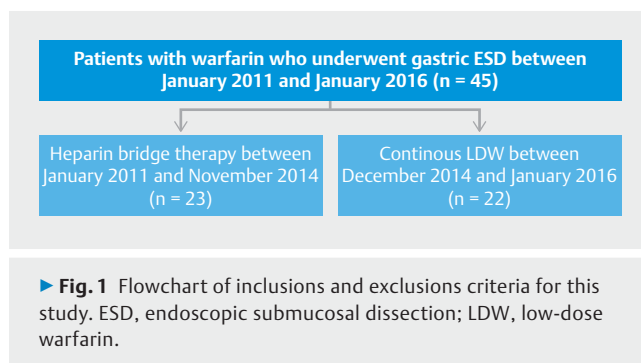 Patients with warfarin who underwent gastric ESD between
January 2011 and January 2016 (n = 45)
Heparin bridge therapy between
January 2011 and November 2014
(n = 23)
Continous LDW between
December 2014 and January 2016
(n = 22)
▶ Fig. 1 Flowchart of inclusions and exclusions criteria for this
study. ESD, endoscopic submucosal dissection; LDW, low-dose
warfarin.